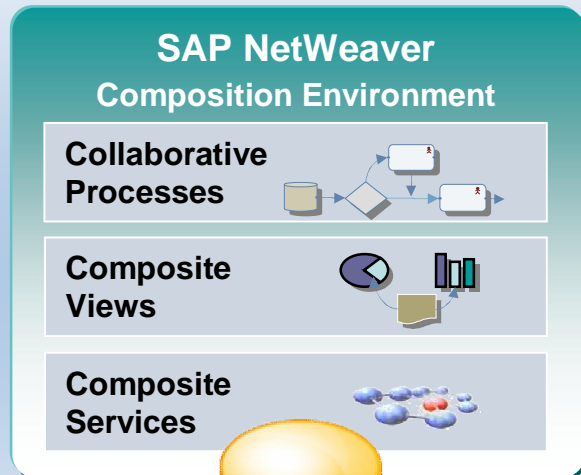 SAP NetWeaver
Composition Environment
Collaborative
Processes
Composite
Views
Composite
Services